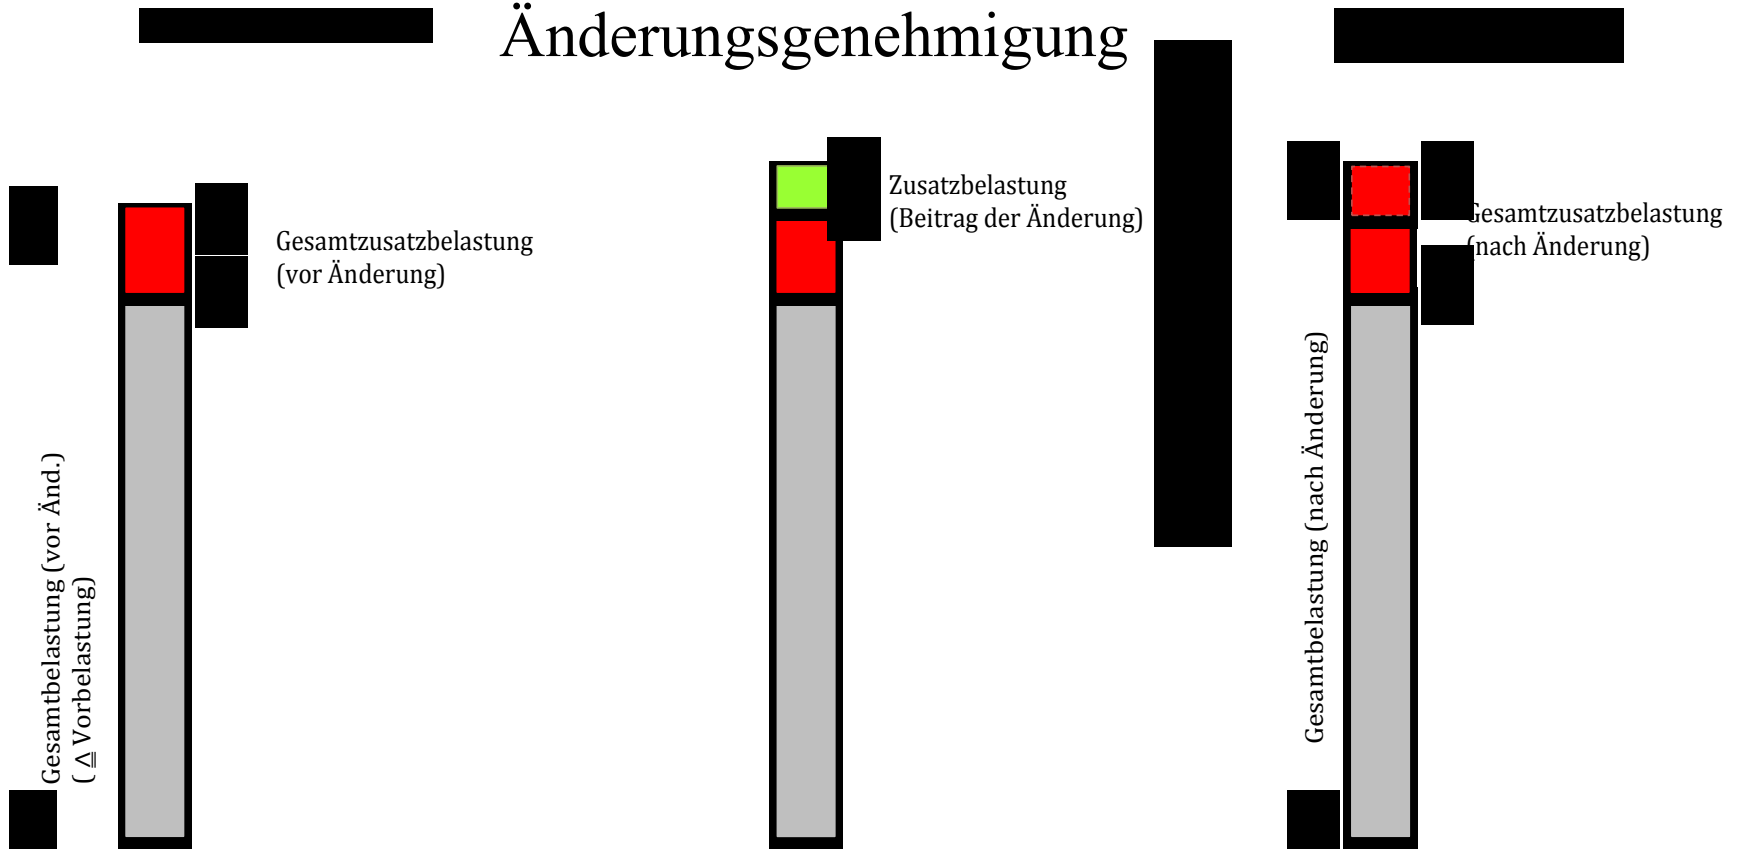 Änderungsgenehmigung
Gesamtzusatzbelastung
(vor Änderung)
Gesamtbelastung (vor Änd.)
( ≙ Vorbelastung)
Zusatzbelastung
(Beitrag der Änderung)
Gesamtzusatzbelastung
(nach Änderung)
Gesamtbelastung (nach Änderung)